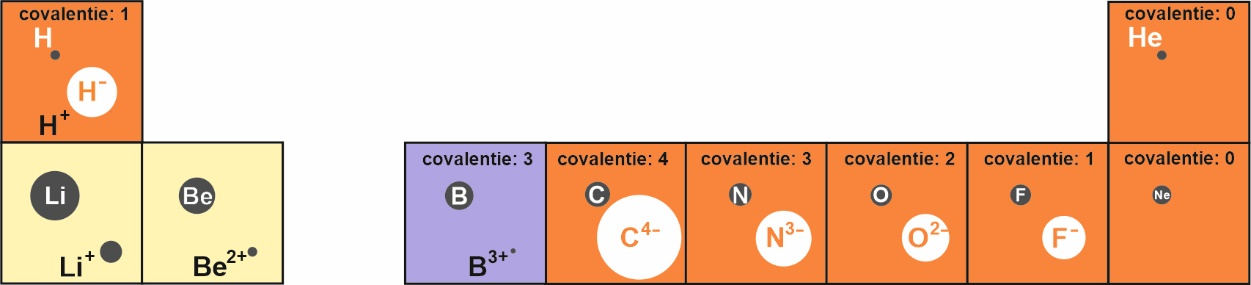 covalentie: 1
H
H⁻
H⁺
covalentie: 0
He
Li
Li⁺
Be
Be²⁺
covalentie: 3
B
B³⁺
covalentie: 4
C
C⁴⁻
covalentie: 3
N
N³⁻
covalentie: 2
O
O²⁻
covalentie: 1
F
F⁻
covalentie: 0
Ne